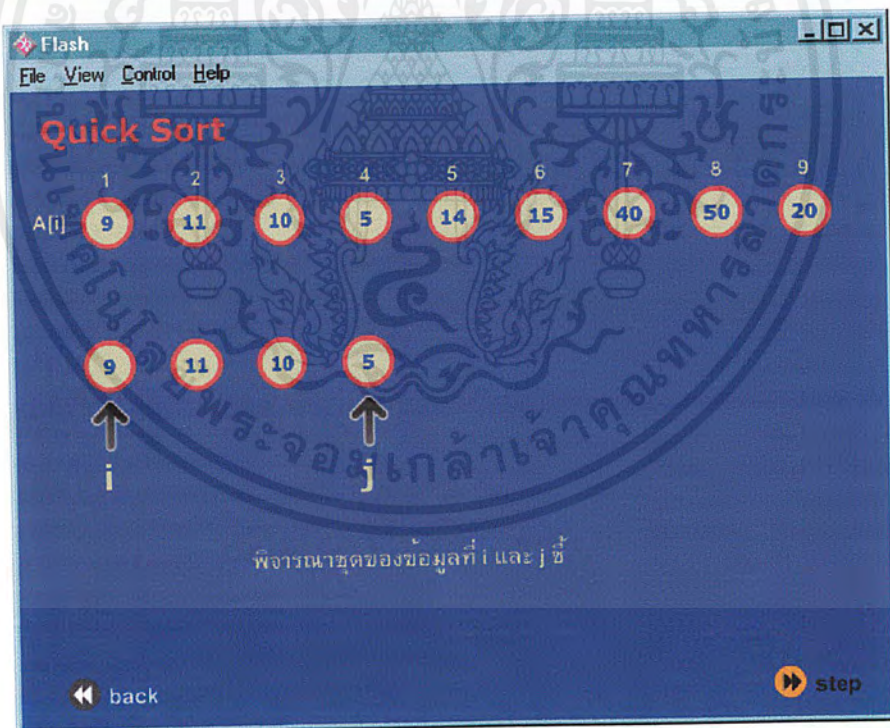 Flash
File View Control Help
Quick Sort
1 2 3 4 5 6 7 8 9
A[i] 9 11 10 5 14 15 40 50 20
9 11 10 5
i j
พิจารณาชุดของข้อมูลที่ i และ j ชี้
back step